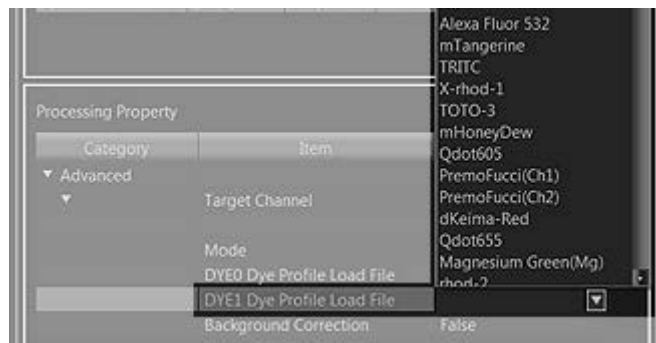 Alexa Fluor 532
mTangerine
TRITC
X-rhod-1
TOTO-3
mHoneyDew
Qdot605
PremoFucci(Ch1)
PremoFucci(Ch2)
dKeima-Red
Qdot655
Magnesium Green(Mg)
rhod-2
Processing Property
Category Item
Advanced
Target Channel
Mode
DYE0 Dye Profile Load File
DYE1 Dye Profile Load File
Background Correction False